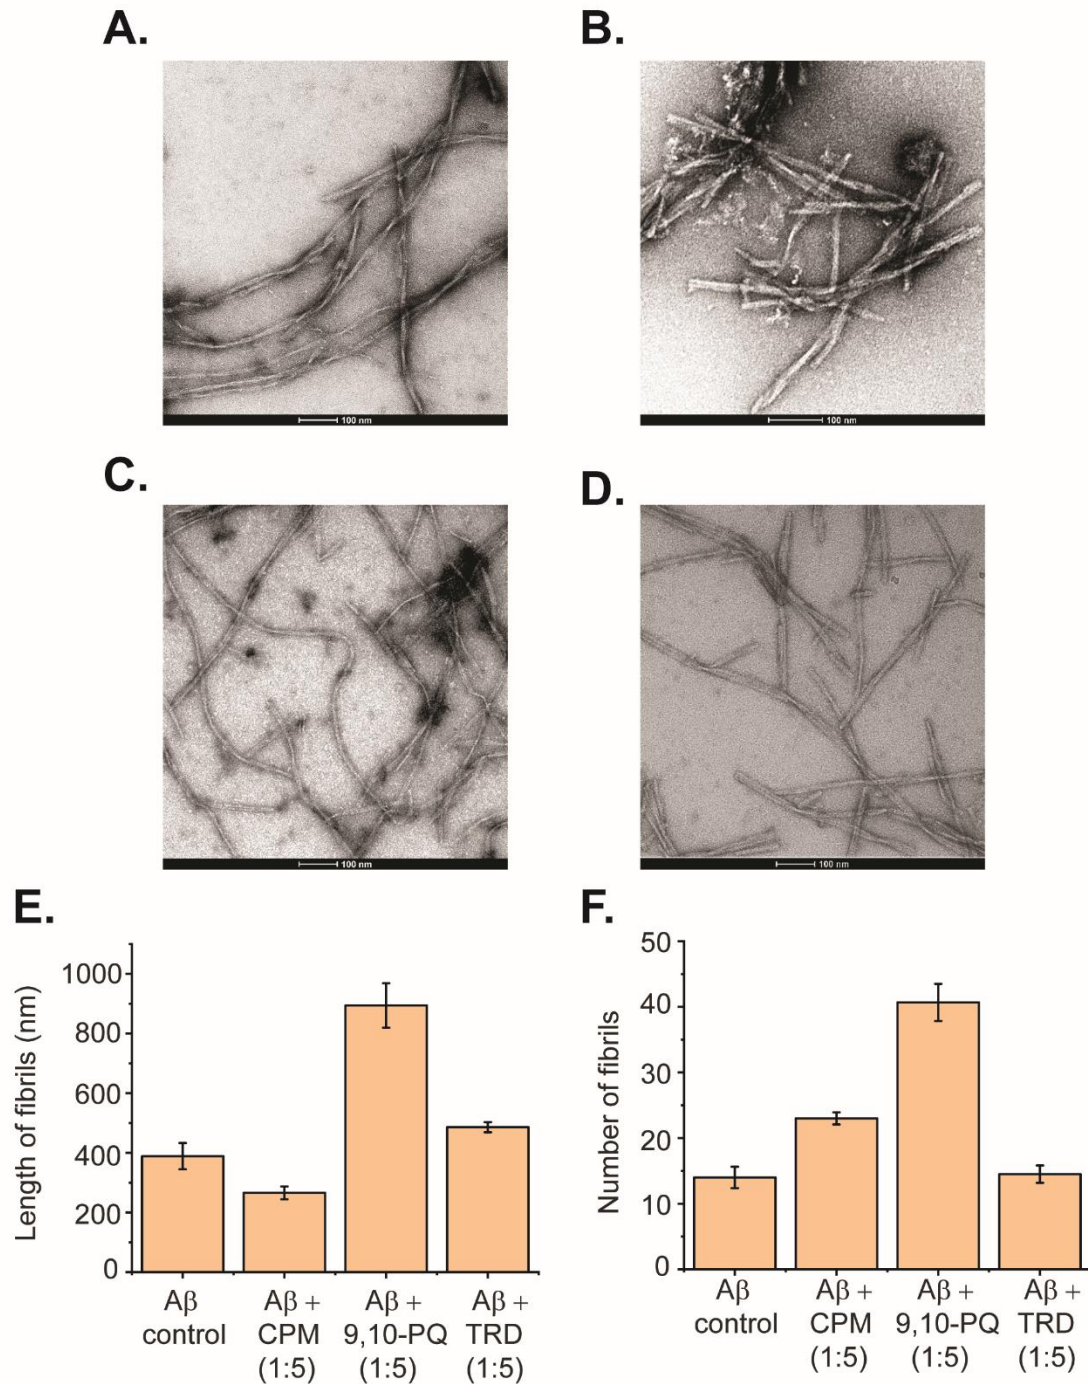 A.
B.
100 nm
100 nm
C.
D.
100 nm
100 nm
E.
Length of fibrils (nm)
1000
800
600
400
200
0
Aβ control
Aβ + CPM (1:5)
Aβ + 9,10-PQ (1:5)
Aβ + TRD (1:5)
F.
Number of fibrils
50
40
30
20
10
0
Aβ control
Aβ + CPM (1:5)
Aβ + 9,10-PQ (1:5)
Aβ + TRD (1:5)